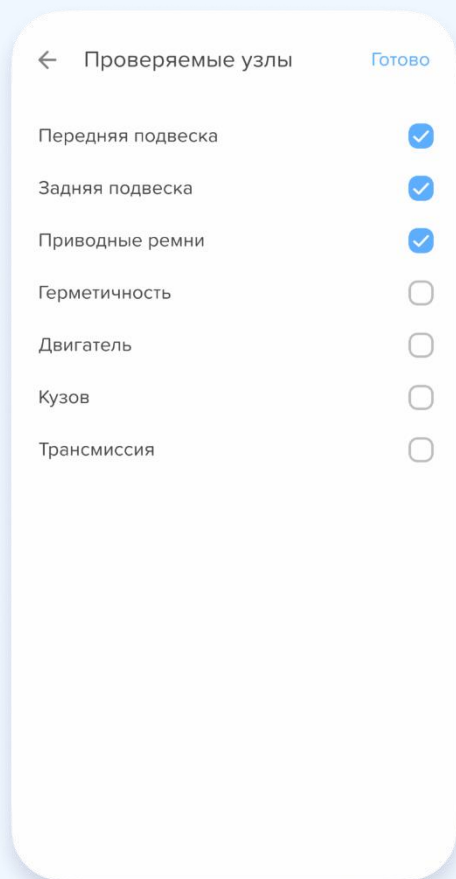 Проверяемые узлы Готово
Передняя подвеска
Задняя подвеска
Приводные ремни
Герметичность
Двигатель
Кузов
Трансмиссия